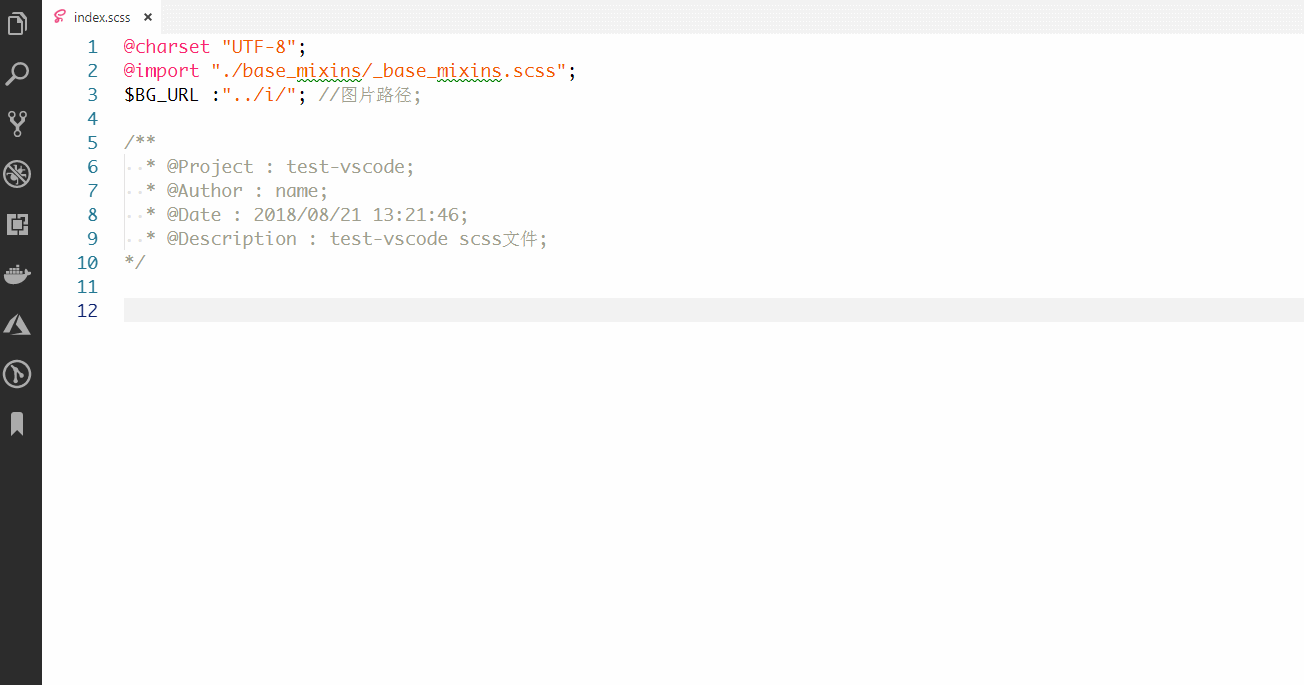 index.scss ×
1 @charset "UTF-8";
2 @import "./base_mixins/_base_mixins.scss";
3 $BG_URL :"../i/"; //图片路径;
4
5 /**
6 * @Project : test-vscode;
7 * @Author : name;
8 * @Date : 2018/08/21 13:21:46;
9 * @Description : test-vscode scss文件;
10 */
11
12